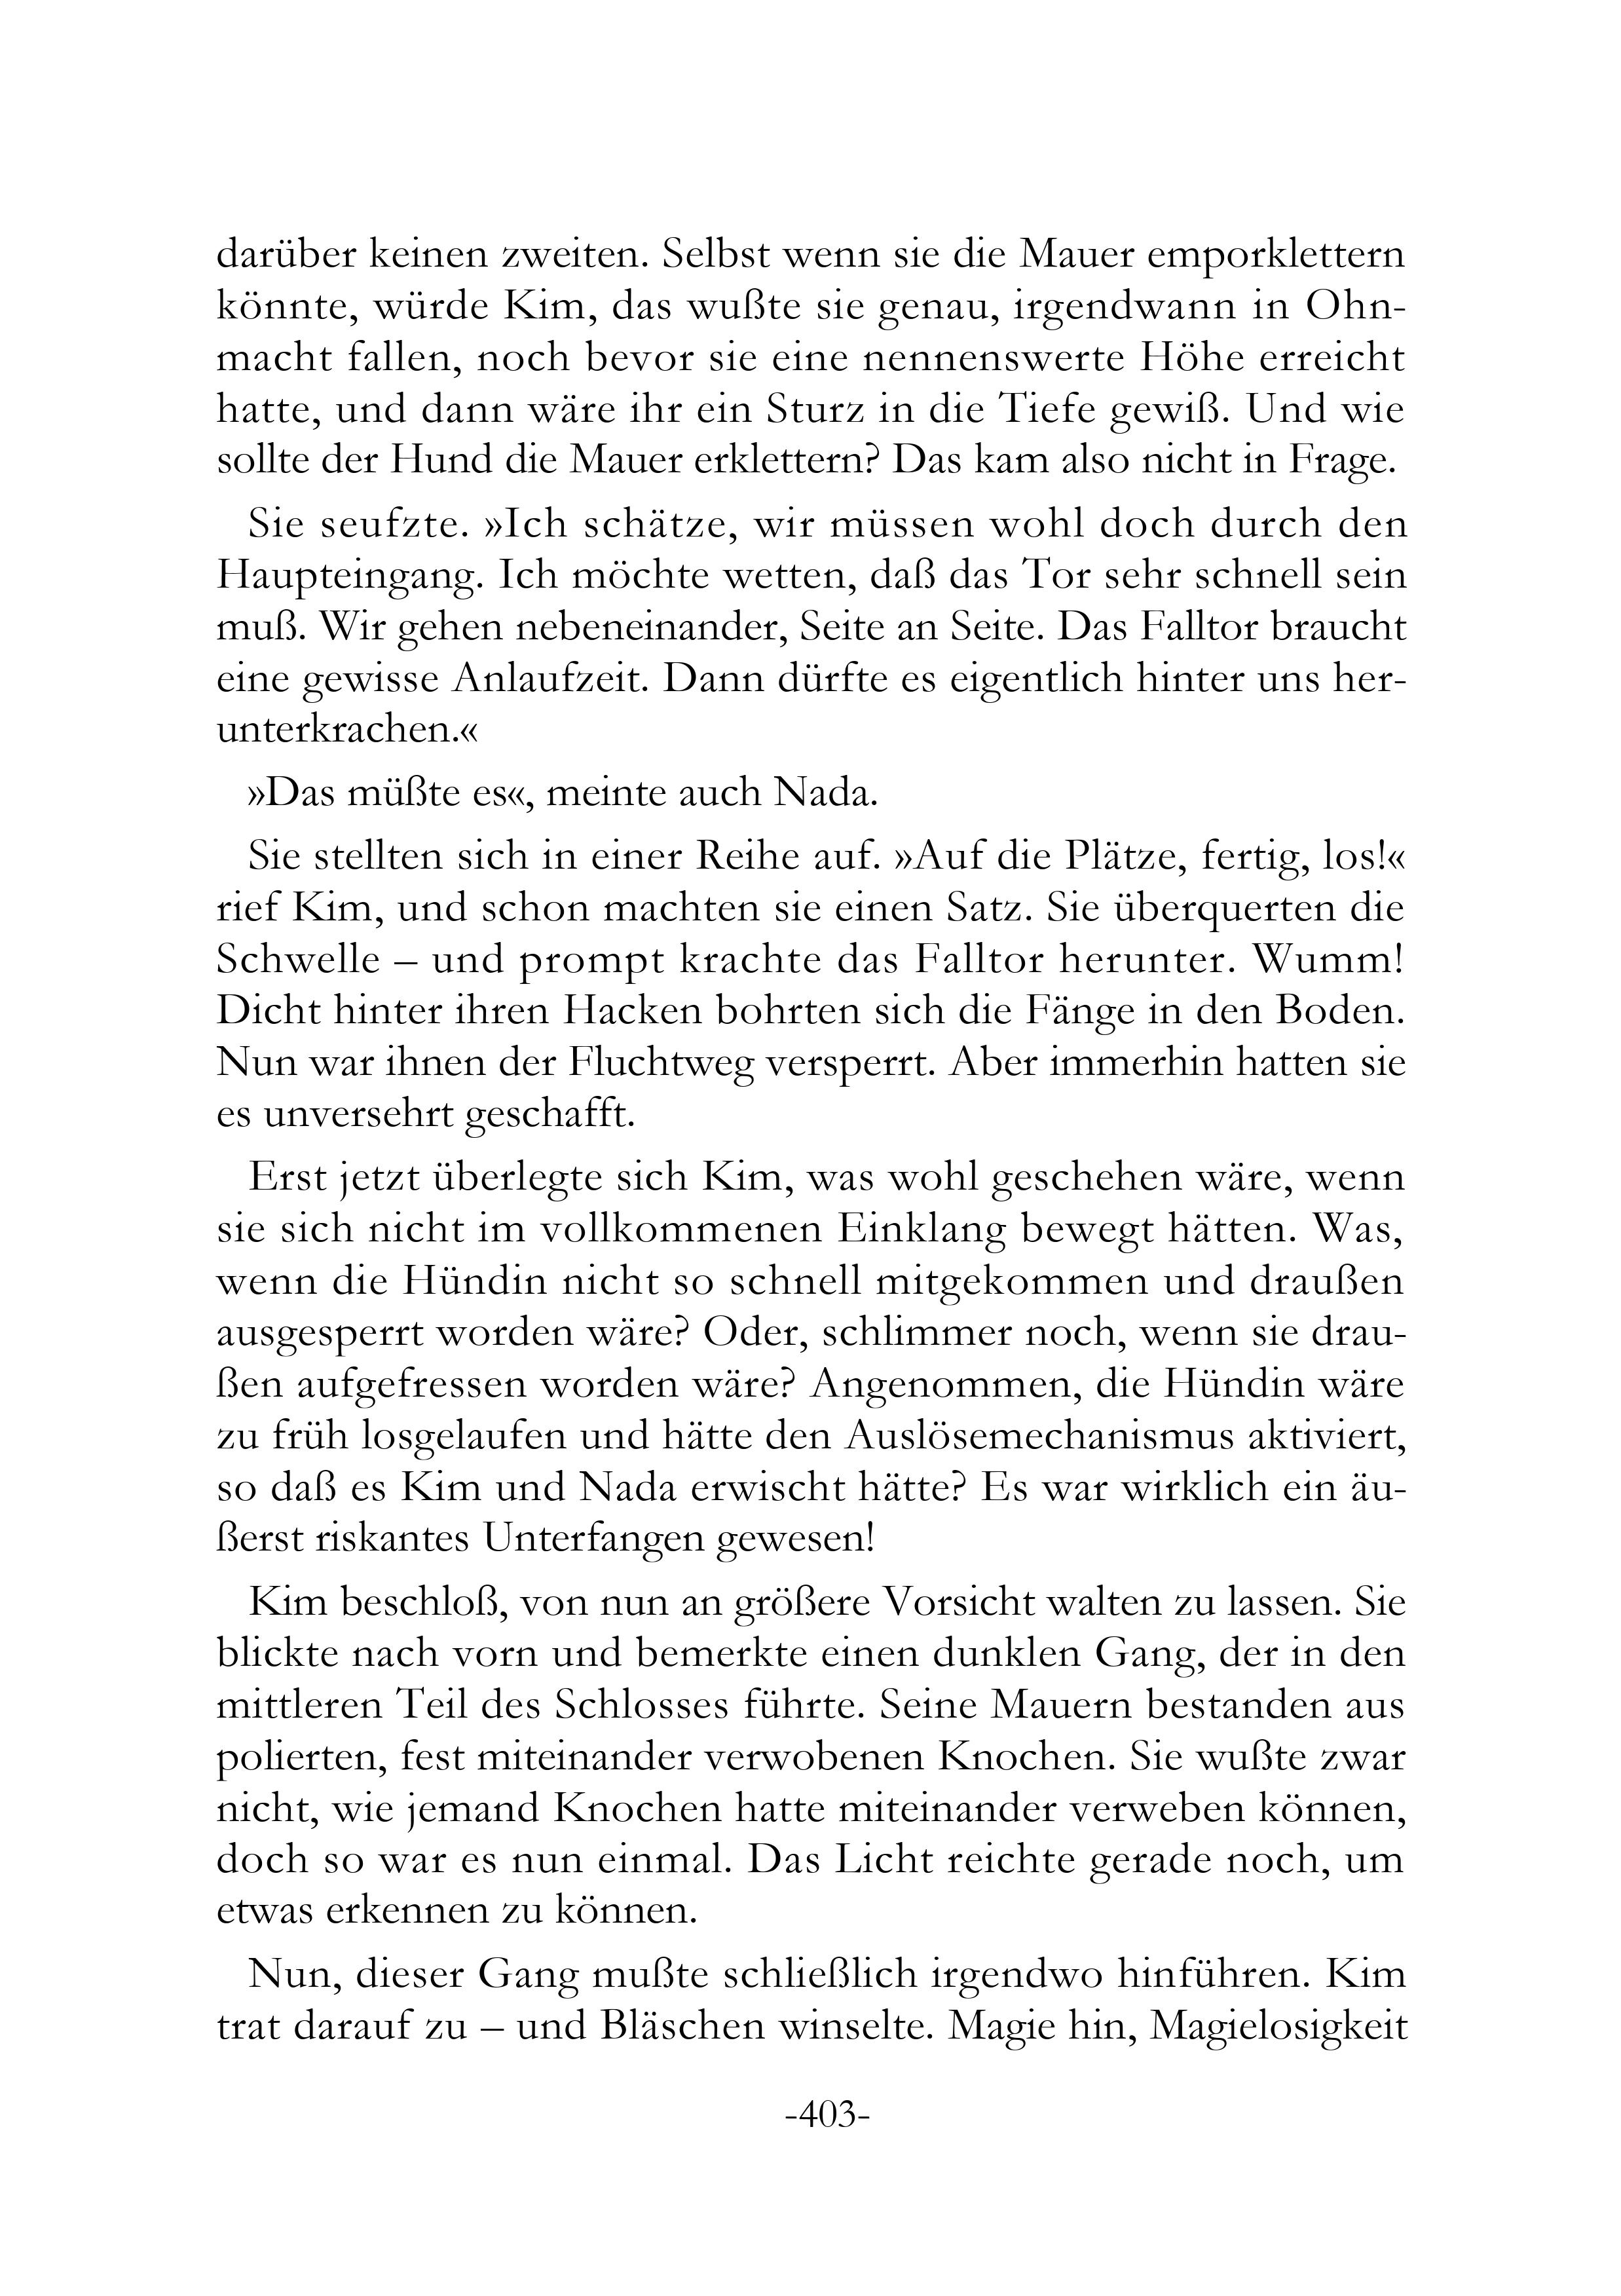 darüber keinen zweiten. Selbst wenn sie die Mauer emporklettern
könnte, würde Kim, das wußte sie genau, irgendwann in Ohn-
macht fallen, noch bevor sie eine nennenswerte Höhe erreicht
hatte, und dann wäre ihr ein Sturz in die Tiefe gewiß. Und wie
sollte der Hund die Mauer erklettern? Das kam also nicht in Frage.
Sie seufzte. »Ich schätze, wir müssen wohl doch durch den
Haupteingang. Ich möchte wetten, daß das Tor sehr schnell sein
muß. Wir gehen nebeneinander, Seite an Seite. Das Falltor braucht
eine gewisse Anlaufzeit. Dann dürfte es eigentlich hinter uns her-
unterkrachen.«
»Das müßte es«, meinte auch Nada.
Sie stellten sich in einer Reihe auf. »Auf die Plätze, fertig, los!«
rief Kim, und schon machten sie einen Satz. Sie überquerten die
Schwelle – und prompt krachte das Falltor herunter. Wumm!
Dicht hinter ihren Hacken bohrten sich die Fänge in den Boden.
Nun war ihnen der Fluchtweg versperrt. Aber immerhin hatten sie
es unversehrt geschafft.
Erst jetzt überlegte sich Kim, was wohl geschehen wäre, wenn
sie sich nicht im vollkommenen Einklang bewegt hätten. Was,
wenn die Hündin nicht so schnell mitgekommen und draußen
ausgesperrt worden wäre? Oder, schlimmer noch, wenn sie drau-
ßen aufgefressen worden wäre? Angenommen, die Hündin wäre
zu früh losgelaufen und hätte den Auslösemechanismus aktiviert,
so daß es Kim und Nada erwischt hätte? Es war wirklich ein äu-
ßerst riskantes Unterfangen gewesen!
Kim beschloß, von nun an größere Vorsicht walten zu lassen. Sie
blickte nach vorn und bemerkte einen dunklen Gang, der in den
mittleren Teil des Schlosses führte. Seine Mauern bestanden aus
polierten, fest miteinander verwobenen Knochen. Sie wußte zwar
nicht, wie jemand Knochen hatte miteinander verweben können,
doch so war es nun einmal. Das Licht reichte gerade noch, um
etwas erkennen zu können.
Nun, dieser Gang mußte schließlich irgendwo hinführen. Kim
trat darauf zu – und Bläschen winselte. Magie hin, Magielosigkeit
-403-